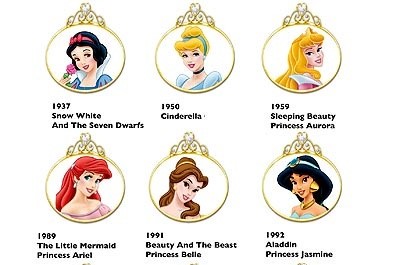 1937
Snow White
And The Seven Dwarfs
1950
Cinderella
1959
Sleeping Beauty
Princess Aurora
1989
The Little Mermaid
Princess Ariel
1991
Beauty And The Beast
Princess Belle
1992
Aladdin
Princess Jasmine